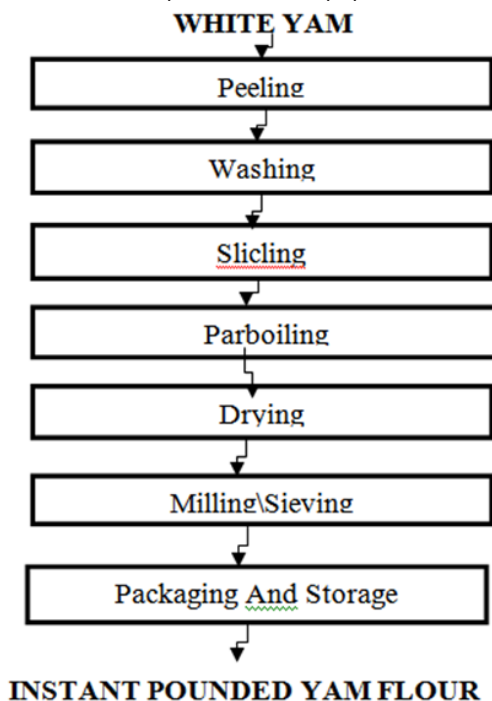 WHITE YAM
Peeling
Washing
Slicling
Parboiling
Drying
Milling\Sieving
Packaging And Storage
INSTANT POUNDED YAM FLOUR